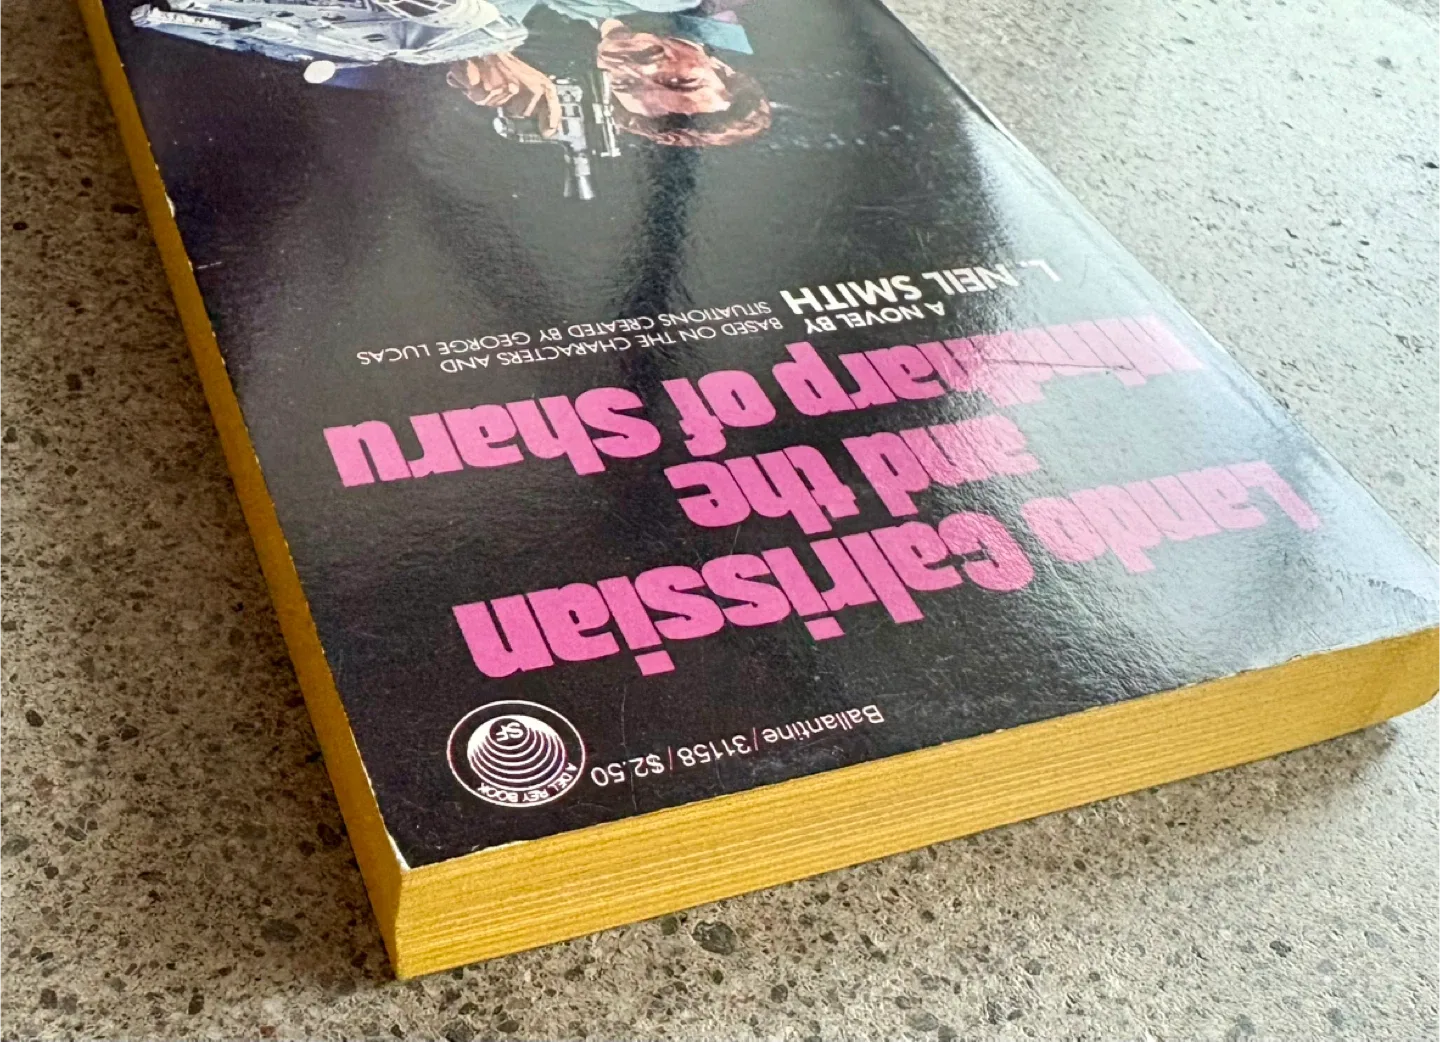 Ballantine/31158/$2.50
SF
A DEL REY BOOK
Lando Calrissian
and the
Mindharp of Sharu
A NOVEL BY
L. NEIL SMITH
BASED ON THE CHARACTERS AND
SITUATIONS CREATED BY GEORGE LUCAS